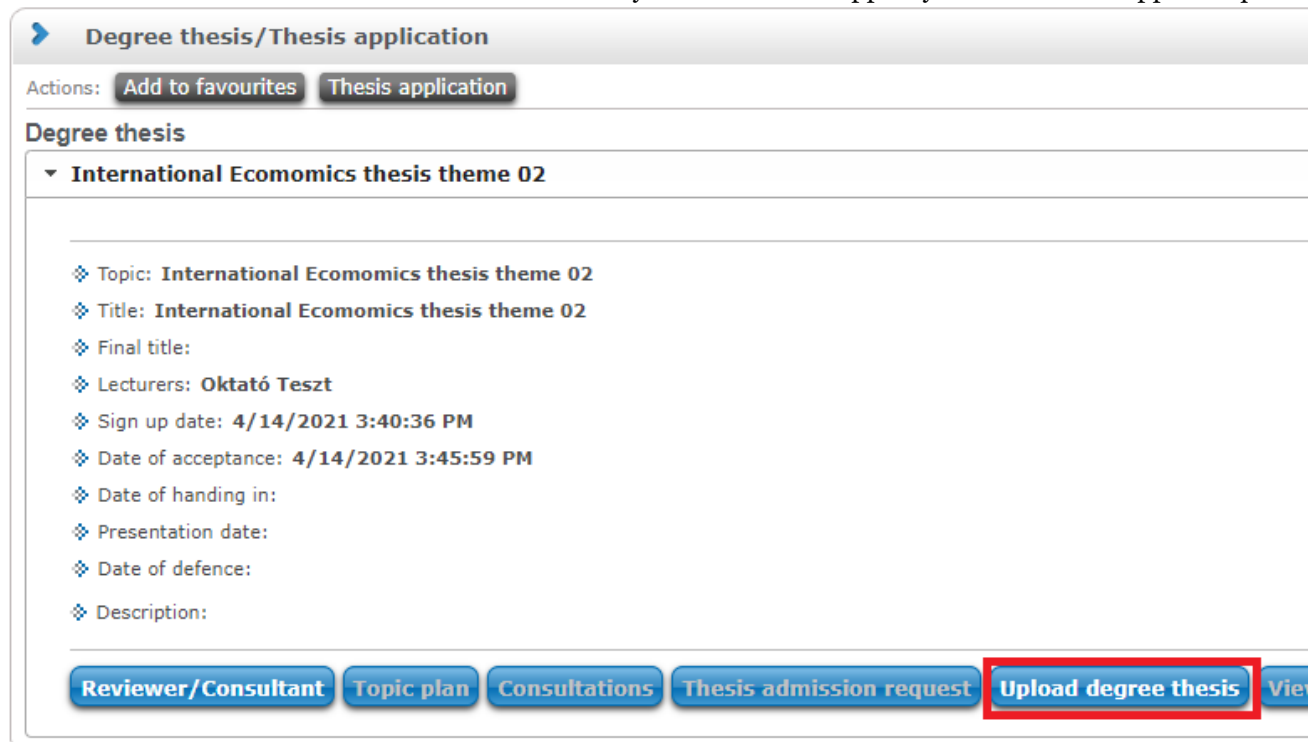 Degree thesis/Thesis application
Actions: Add to favourites Thesis application
Degree thesis
International Ecomomics thesis theme 02
Topic: International Ecomomics thesis theme 02
Title: International Ecomomics thesis theme 02
Final title:
Lecturers: Oktató Teszt
Sign up date: 4/14/2021 3:40:36 PM
Date of acceptance: 4/14/2021 3:45:59 PM
Date of handing in:
Presentation date:
Date of defence:
Description:
Reviewer/Consultant Topic plan Consultations Thesis admission request Upload degree thesis